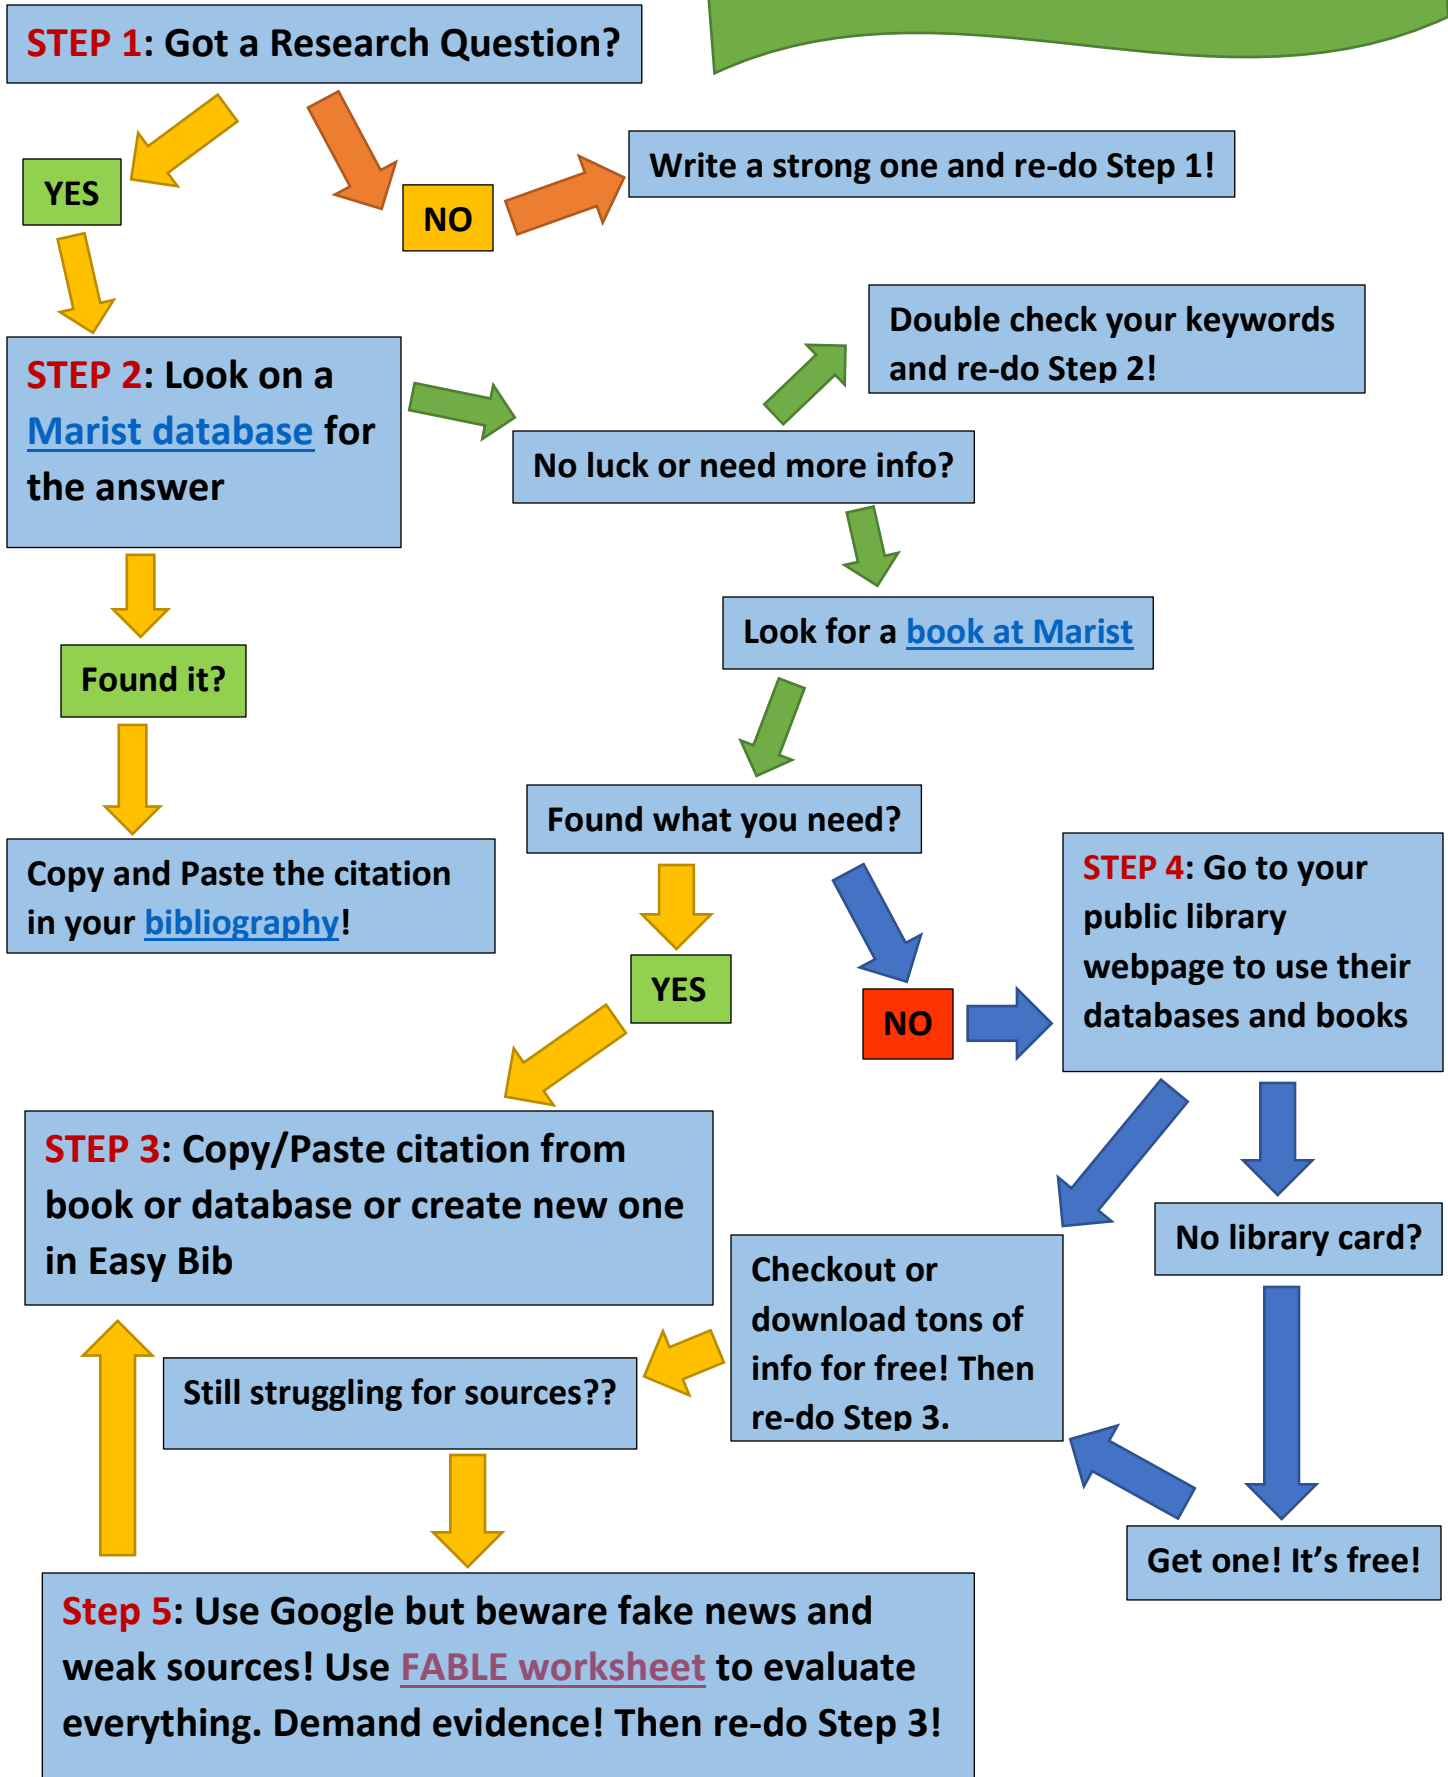 STEP 1: Got a Research Question?
YES
NO
Write a strong one and re-do Step 1!
STEP 2: Look on a
Marist database for
the answer
Double check your keywords
and re-do Step 2!
No luck or need more info?
Look for a book at Marist
Found it?
Copy and Paste the citation
in your bibliography!
Found what you need?
YES
NO
STEP 4: Go to your
public library
webpage to use their
databases and books
STEP 3: Copy/Paste citation from
book or database or create new one
in Easy Bib
No library card?
Checkout or
download tons of
info for free! Then
re-do Step 3.
Still struggling for sources??
Get one! It’s free!
Step 5: Use Google but beware fake news and
weak sources! Use FABLE worksheet to evaluate
everything. Demand evidence! Then re-do Step 3!